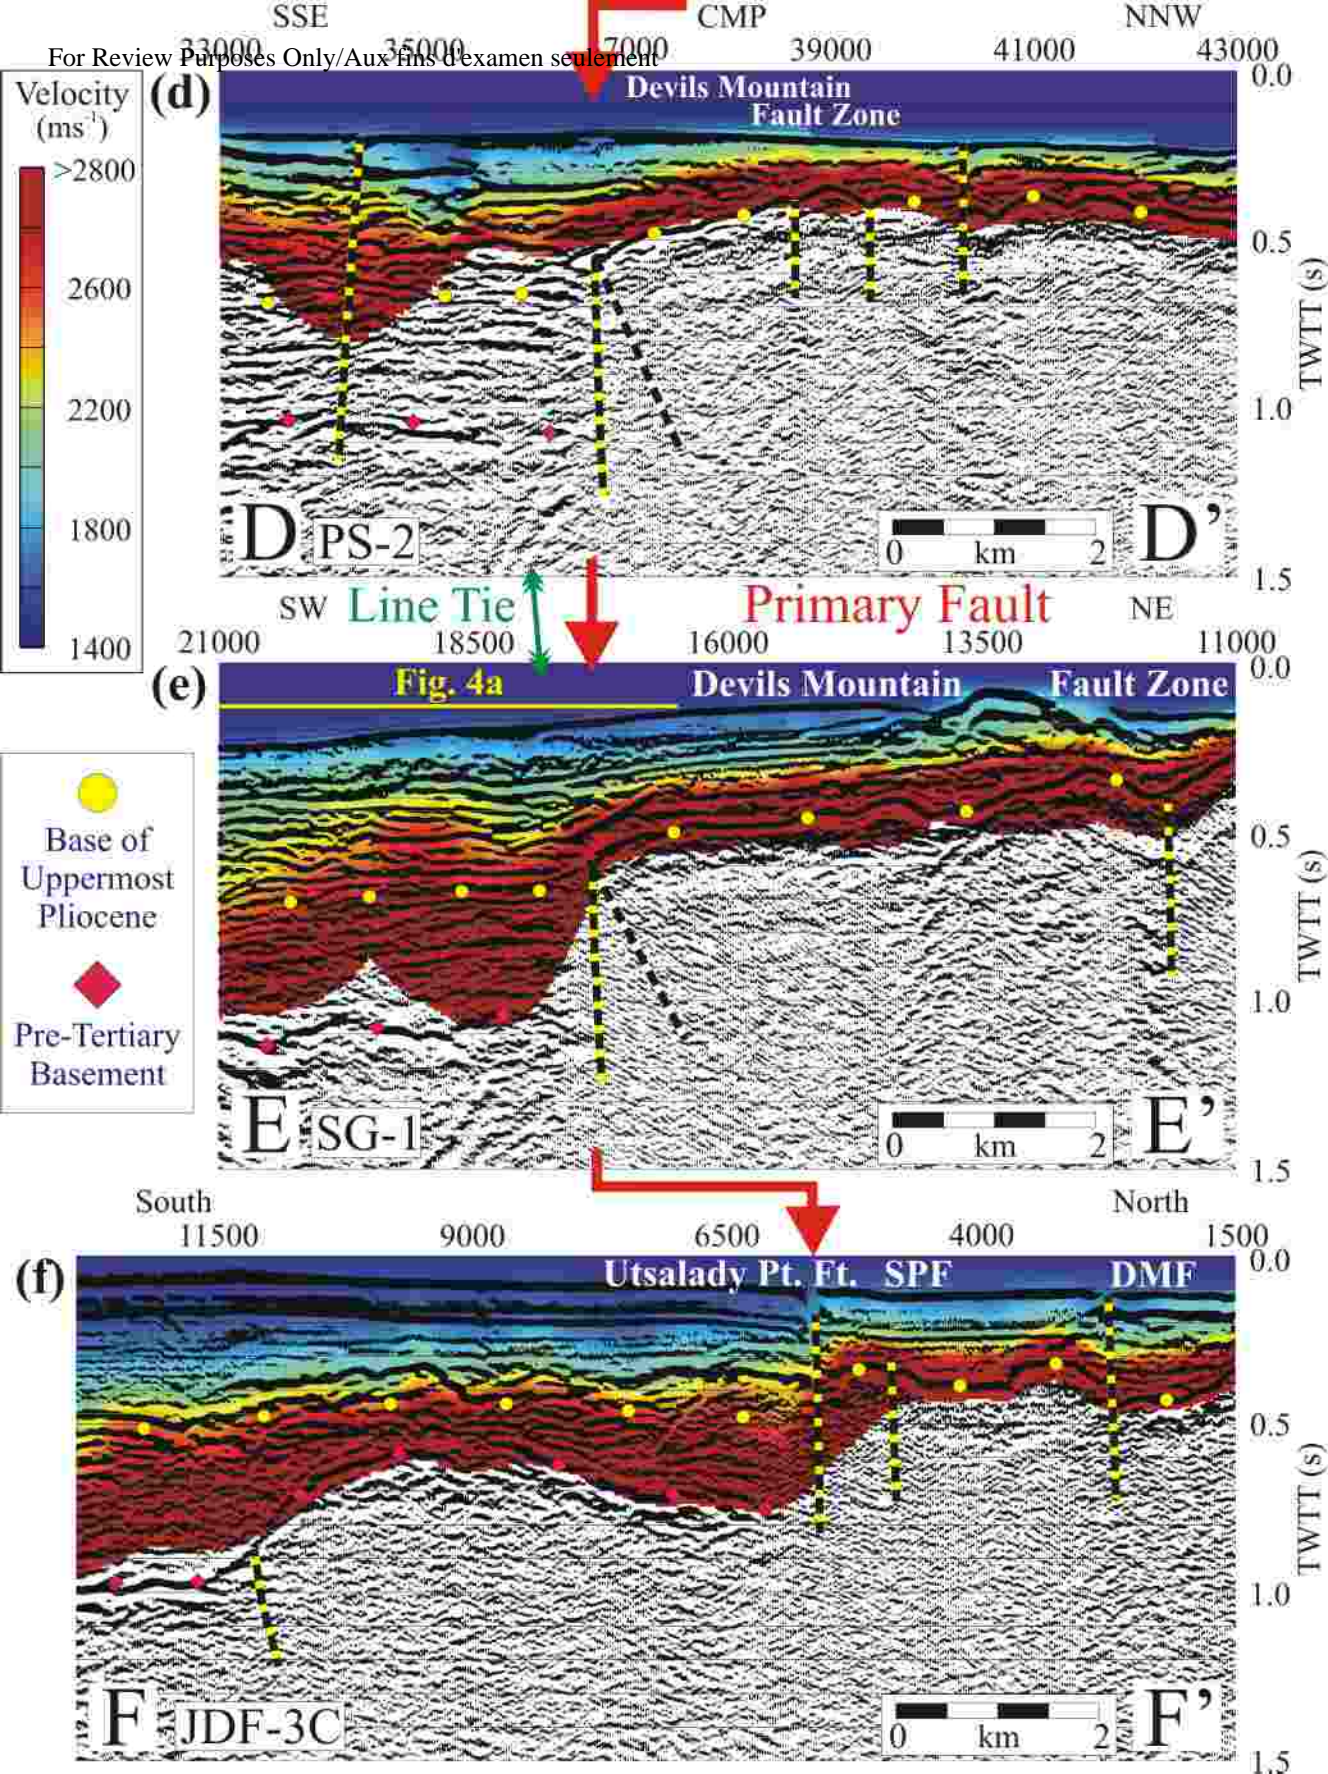 SSE CMP NNW
33000 35000 7000 39000 41000 43000
For Review Purposes Only/Aux fins d'examen seulement
Velocity
(ms⁻¹)
>2800
2600
2200
1800
1400
(d)
Devils Mountain
Fault Zone
0.0
0.5
1.0
1.5
TWTT (s)
D PS-2 D’
0 km 2
SW Line Tie Primary Fault NE
21000 18500 16000 13500 11000
(e)
Fig. 4a Devils Mountain Fault Zone
0.0
0.5
1.0
1.5
TWTT (s)
Base of
Uppermost
Pliocene
Pre-Tertiary
Basement
E SG-1 E’
0 km 2
South North
11500 9000 6500 4000 1500
(f)
Utsalady Pt. Ft. SPF DMF
0.0
0.5
1.0
1.5
TWTT (s)
F JDF-3C F’
0 km 2